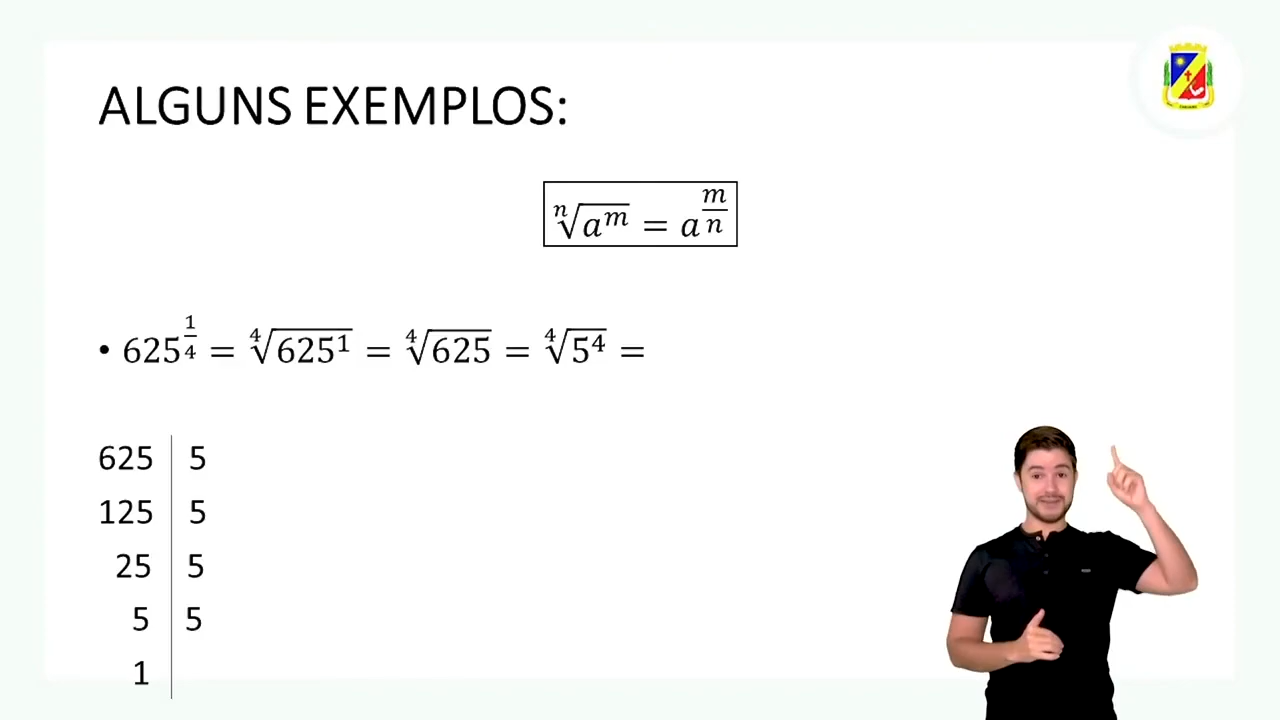 ALGUNS EXEMPLOS:
ⁿ√aᵐ = a^(m/n)
• 625^(1/4) = ⁴√625¹ = ⁴√625 = ⁴√5⁴ =
625 | 5
125 | 5
25 | 5
5 | 5
1 |